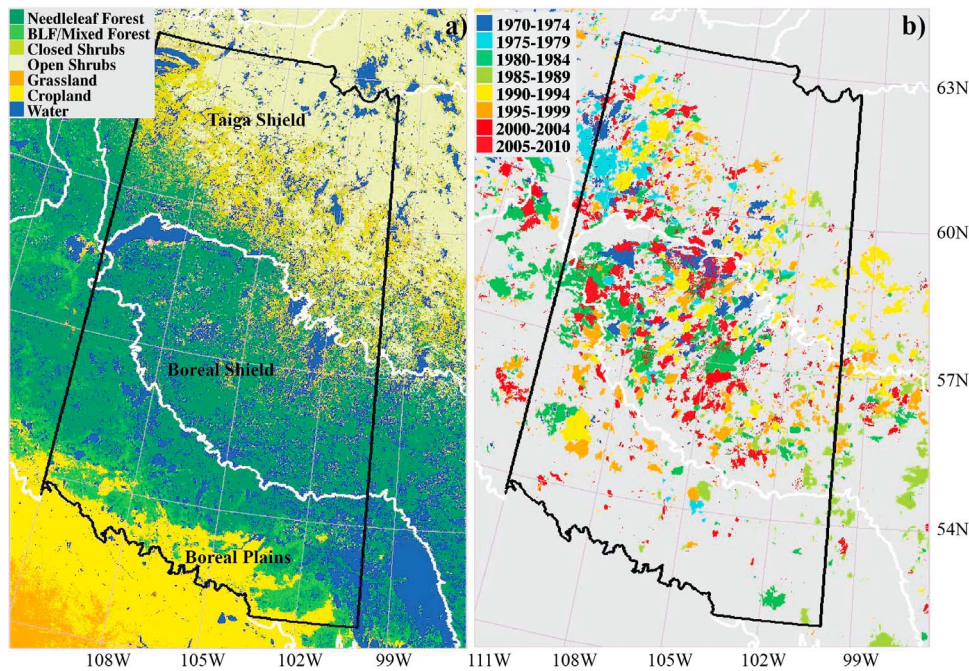 Needleleaf Forest
BLF/Mixed Forest
Closed Shrubs
Open Shrubs
Grassland
Cropland
Water
a)
Taiga Shield
Boreal Shield
Boreal Plains
108W
105W
102W
99W
1970-1974
1975-1979
1980-1984
1985-1989
1990-1994
1995-1999
2000-2004
2005-2010
b)
63N
60N
57N
54N
111W
108W
105W
102W
99W